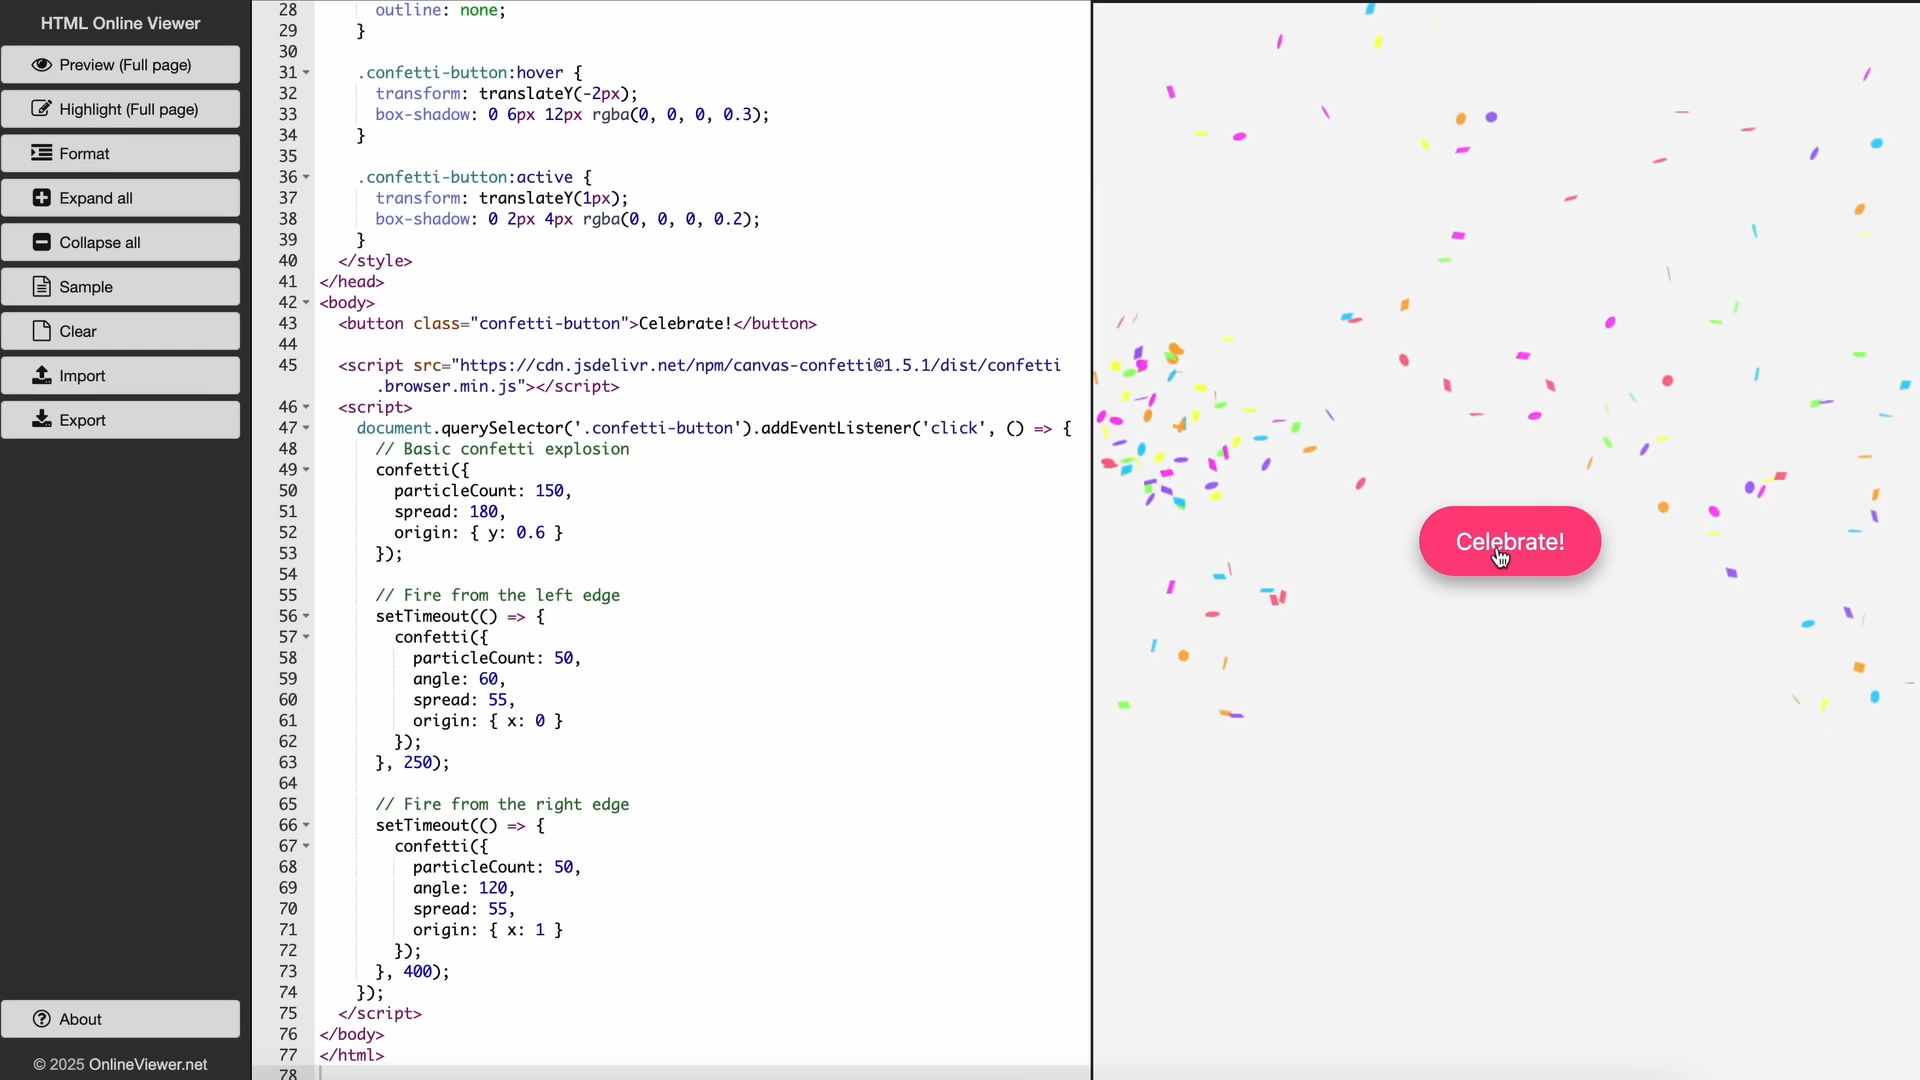 HTML Online Viewer
Preview (Full page)
Highlight (Full page)
Format
Expand all
Collapse all
Sample
Clear
Import
Export
About
© 2025 OnlineViewer.net
28 outline: none;
29 }
30
31 .confetti-button:hover {
32 transform: translateY(-2px);
33 box-shadow: 0 6px 12px rgba(0, 0, 0, 0.3);
34 }
35
36 .confetti-button:active {
37 transform: translateY(1px);
38 box-shadow: 0 2px 4px rgba(0, 0, 0, 0.2);
39 }
40 </style>
41 </head>
42 <body>
43 <button class="confetti-button">Celebrate!</button>
44
45 <script src="https://cdn.jsdelivr.net/npm/canvas-confetti@1.5.1/dist/confetti
.browser.min.js"></script>
46 <script>
47 document.querySelector('.confetti-button').addEventListener('click', () => {
48 // Basic confetti explosion
49 confetti({
50 particleCount: 150,
51 spread: 180,
52 origin: { y: 0.6 }
53 });
54
55 // Fire from the left edge
56 setTimeout(() => {
57 confetti({
58 particleCount: 50,
59 angle: 60,
60 spread: 55,
61 origin: { x: 0 }
62 });
63 }, 250);
64
65 // Fire from the right edge
66 setTimeout(() => {
67 confetti({
68 particleCount: 50,
69 angle: 120,
70 spread: 55,
71 origin: { x: 1 }
72 });
73 }, 400);
74 });
75 </script>
76 </body>
77 </html>
78
Celebrate!